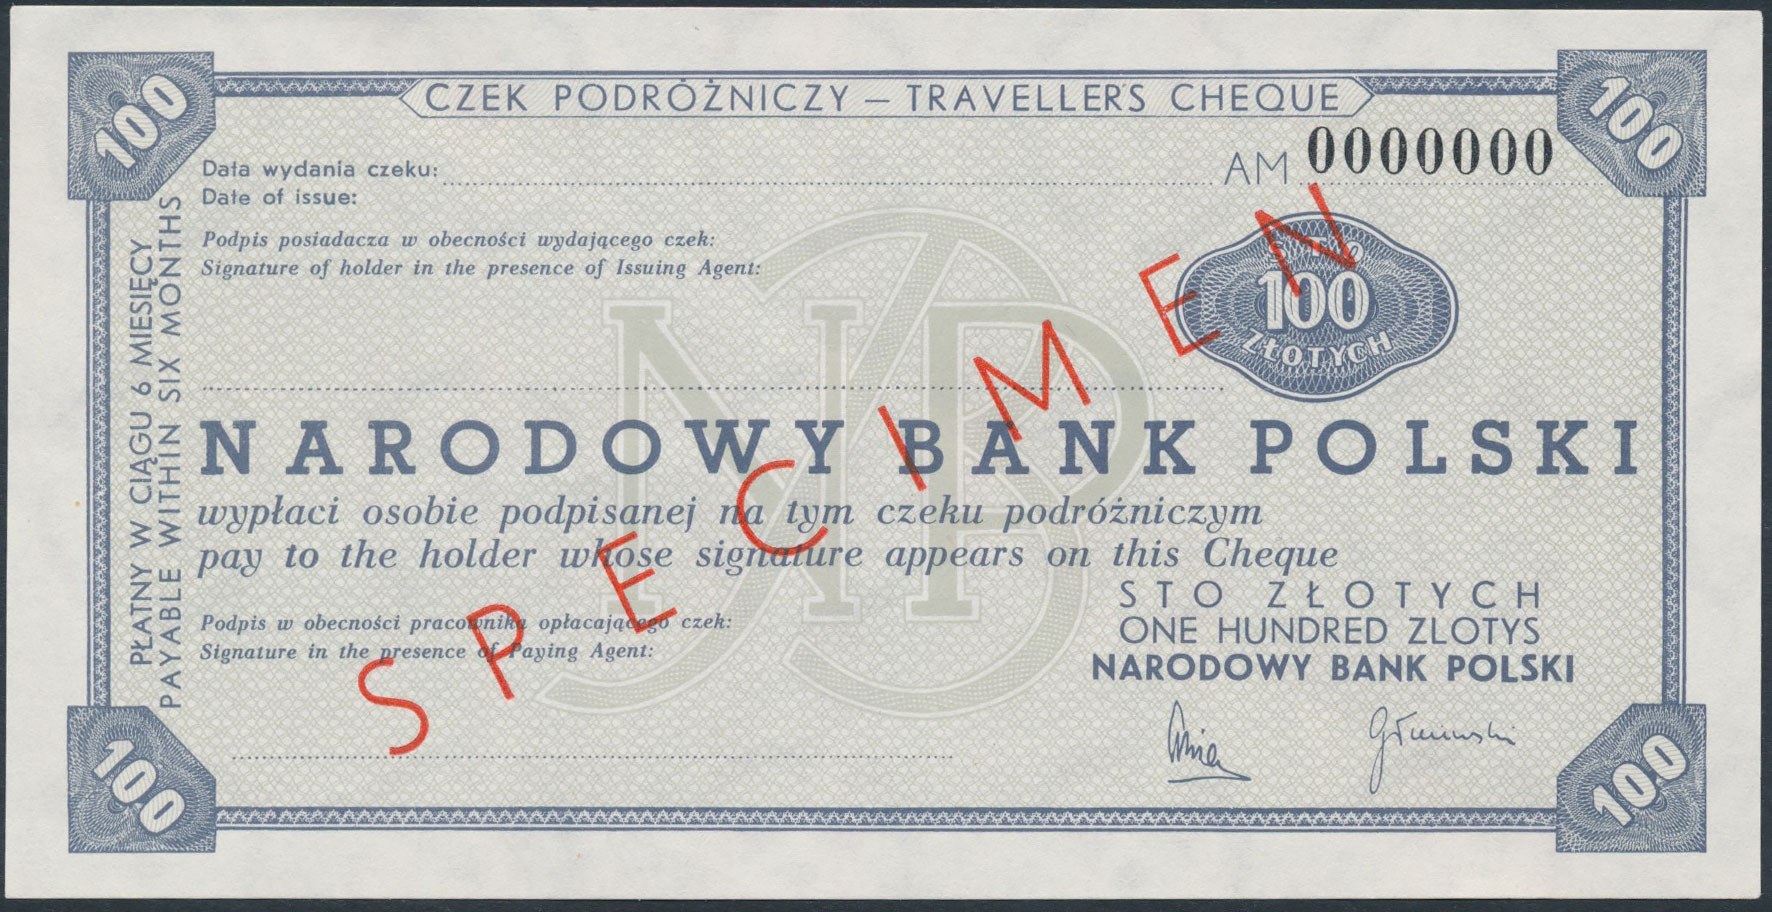 100
CZEK PODRÓŻNICZY – TRAVELLER'S CHEQUE
100
AM 0000000
Data wydania czeku:
Date of issue:
Podpis posiadacza w obecności wydającego czek:
Signature of holder in the presence of Issuing Agent:
STO
100
ZŁOTYCH
PŁATNY W CIĄGU 6 MIESIĘCY
PAYABLE WITHIN SIX MONTHS
NBP
SPECIMEN
NARODOWY BANK POLSKI
wypłaci osobie podpisanej na tym czeku podróżniczym
pay to the holder whose signature appears on this Cheque
STO ZŁOTYCH
ONE HUNDRED ZLOTYS
NARODOWY BANK POLSKI
Podpis w obecności pracownika opłacającego czek:
Signature in the presence of Paying Agent:
100
100